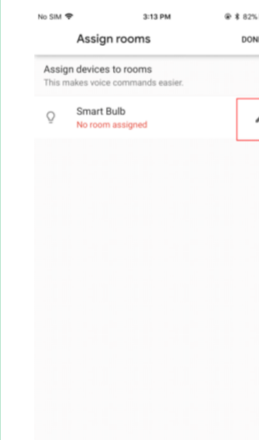 No SIM 3:13 PM 82%
Assign rooms DONE
Assign devices to rooms
This makes voice commands easier.
Smart Bulb
No room assigned